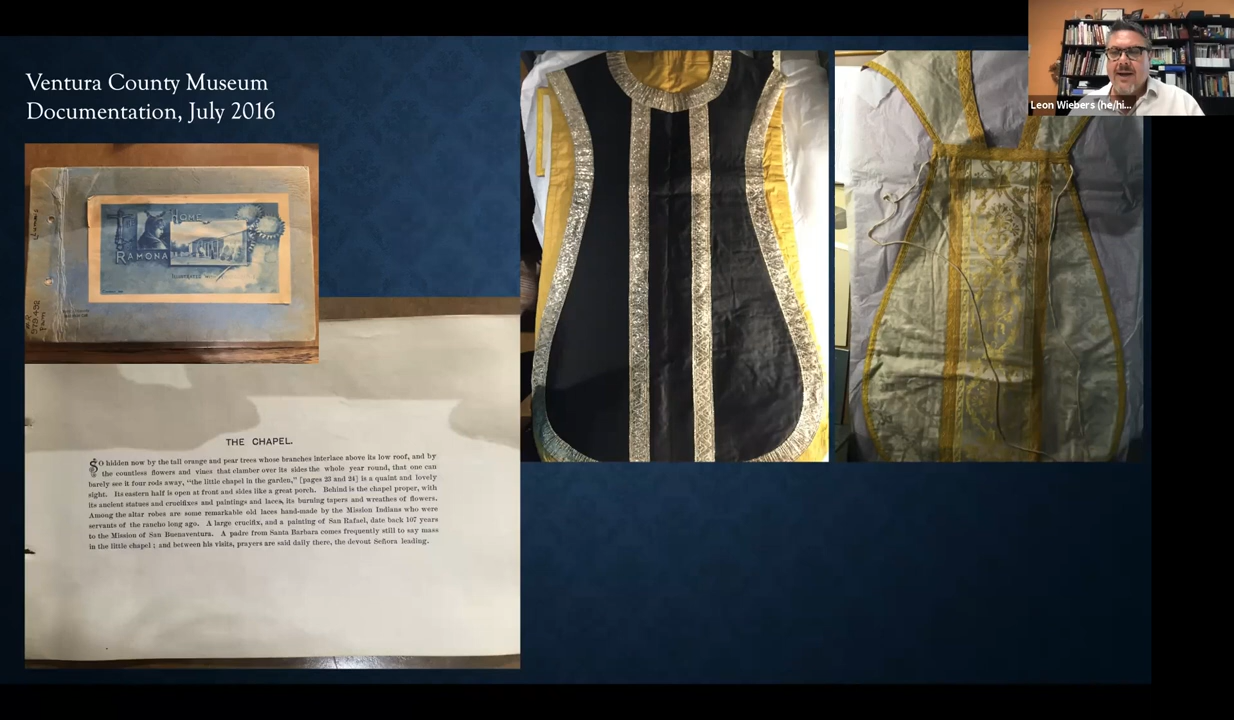 Ventura County Museum
Documentation, July 2016
Leon Wiebers (he/hi...
HOME
RAMONA
THE CHAPEL.
So hidden now by the tall orange and pear trees whose branches interlace above its low roof, and by
the countless flowers and vines that clamber over its sides the whole year round, that one can
barely see it four rods away, "the little chapel in the garden," [pages 23 and 24] is a quaint and lovely
sight. Its eastern half is open at front and sides like a great porch. Behind is the chapel proper, with
its ancient statues and crucifixes and paintings and laces, its burning tapers and wreathes of flowers.
Among the altar robes are some remarkable old laces hand-made by the Mission Indians who were
servants of the rancho long ago. A large crucifix, and a painting of San Rafael, date back 107 years
to the Mission of San Buenaventura. A padre from Santa Barbara comes frequently still to say mass
in the little chapel; and between his visits, prayers are said daily there, the devout Señora leading.